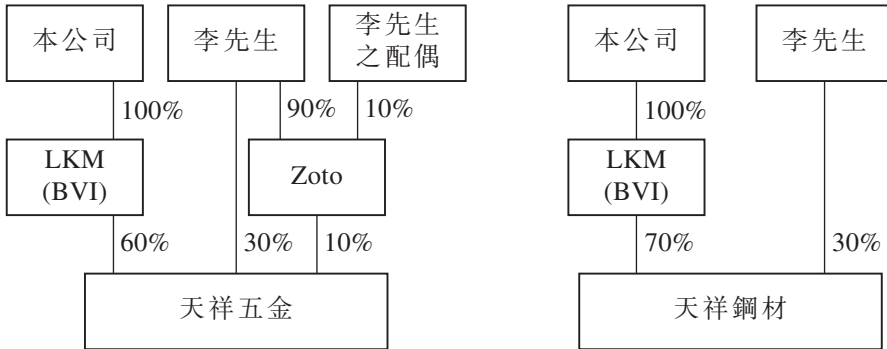 本公司
李先生
李先生
之配偶
100%
90%
10%
LKM
(BVI)
Zoto
60%
30%
10%
天祥五金
本公司
李先生
100%
LKM
(BVI)
70%
30%
天祥鋼材